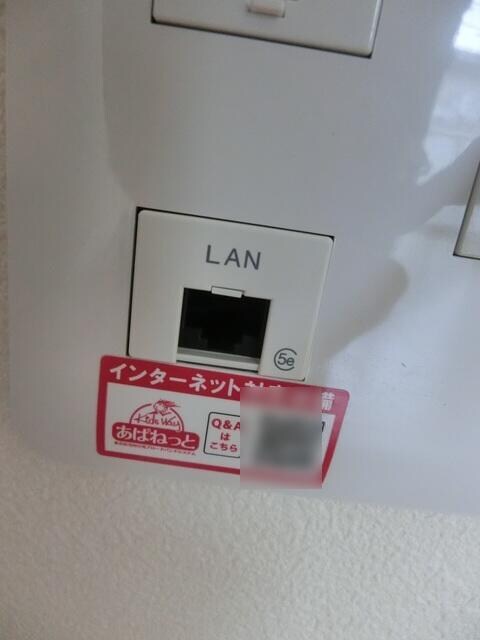 LAN
5e
インターネット
Kids Way
あぱねっと
Q&A
は
こちら